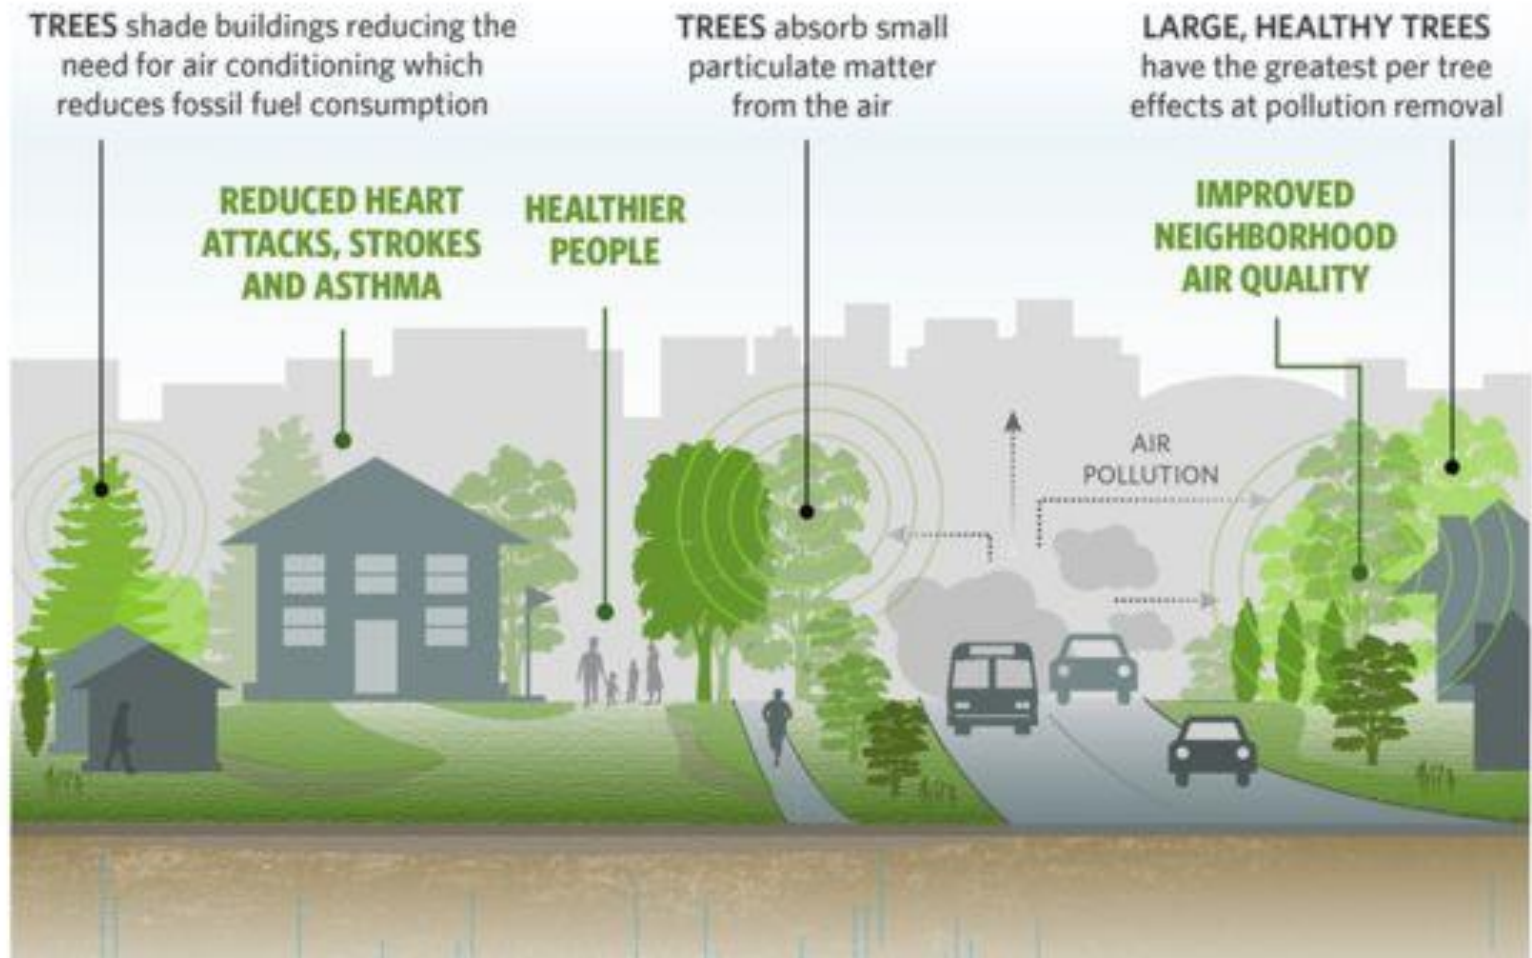 TREES shade buildings reducing the
need for air conditioning which
reduces fossil fuel consumption
TREES absorb small
particulate matter
from the air
LARGE, HEALTHY TREES
have the greatest per tree
effects at pollution removal
REDUCED HEART
ATTACKS, STROKES
AND ASTHMA
HEALTHIER
PEOPLE
IMPROVED
NEIGHBORHOOD
AIR QUALITY
AIR
POLLUTION